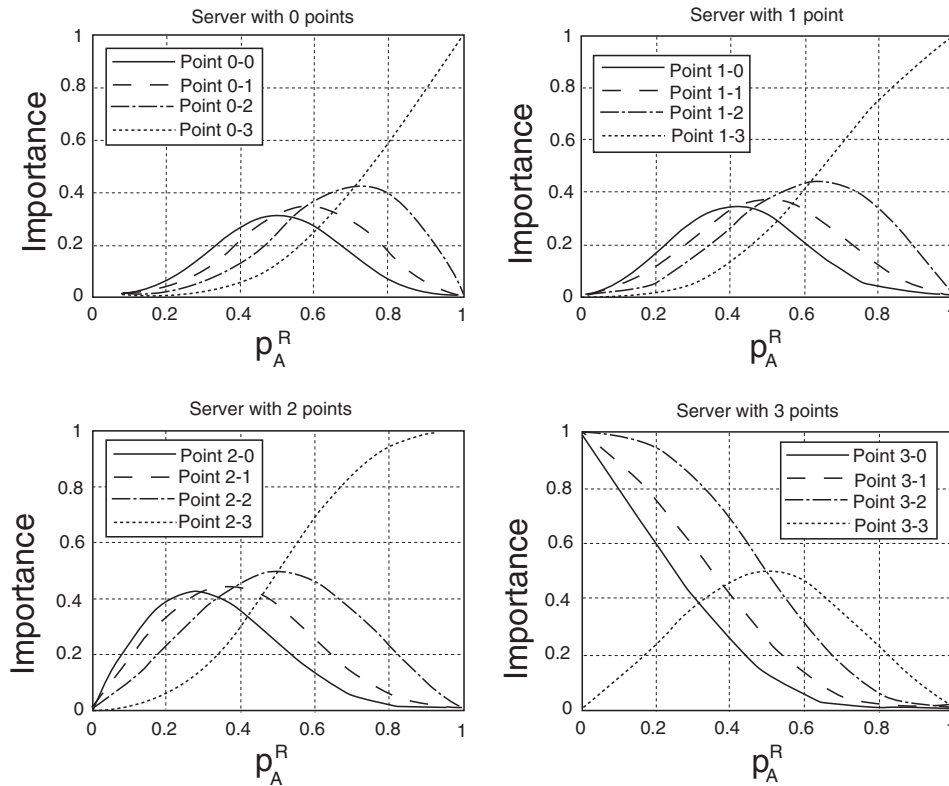 Server with 0 points
Importance
1
0.8
0.6
0.4
0.2
0
Point 0-0
Point 0-1
Point 0-2
Point 0-3
0 0.2 0.4 0.6 0.8 1
p_A^R
Server with 1 point
Importance
1
0.8
0.6
0.4
0.2
0
Point 1-0
Point 1-1
Point 1-2
Point 1-3
0 0.2 0.4 0.6 0.8 1
p_A^R
Server with 2 points
Importance
1
0.8
0.6
0.4
0.2
0
Point 2-0
Point 2-1
Point 2-2
Point 2-3
0 0.2 0.4 0.6 0.8 1
p_A^R
Server with 3 points
Importance
1
0.8
0.6
0.4
0.2
0
Point 3-0
Point 3-1
Point 3-2
Point 3-3
0 0.2 0.4 0.6 0.8 1
p_A^R